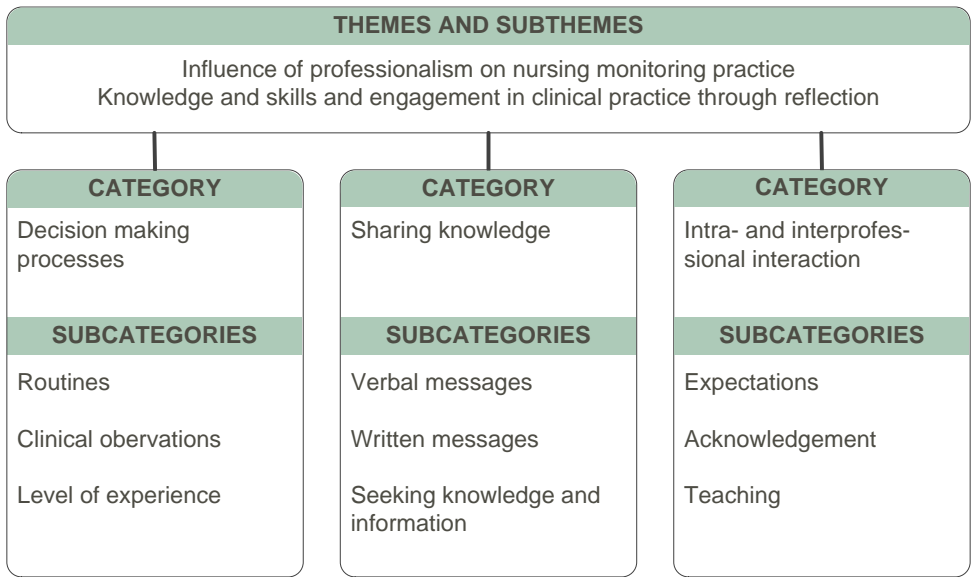 THEMES AND SUBTHEMES
Influence of professionalism on nursing monitoring practice
Knowledge and skills and engagement in clinical practice through reflection
CATEGORY
Decision making
processes
SUBCATEGORIES
Routines
Clinical obervations
Level of experience
CATEGORY
Sharing knowledge
SUBCATEGORIES
Verbal messages
Written messages
Seeking knowledge and
information
CATEGORY
Intra- and interprofes-
sional interaction
SUBCATEGORIES
Expectations
Acknowledgement
Teaching